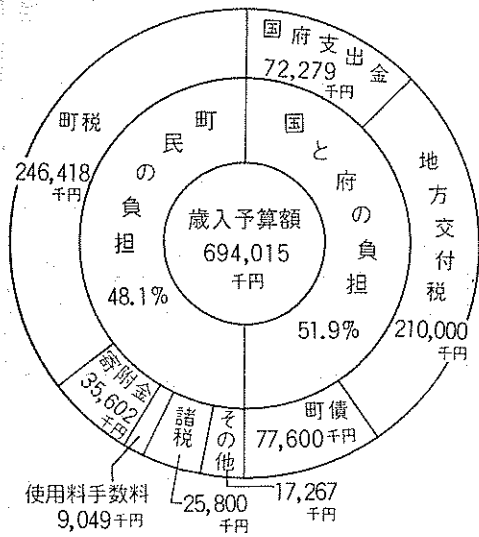 歳入予算額
694,015
千円
国と府の負担
51.9%
町民の負担
48.1%
国府支出金
72,279
千円
地方交付税
210,000
千円
町債
77,600千円
その他
17,267
千円
諸税
25,800
千円
使用料手数料
9,049千円
寄附金
35,602
千円
町税
246,418
千円